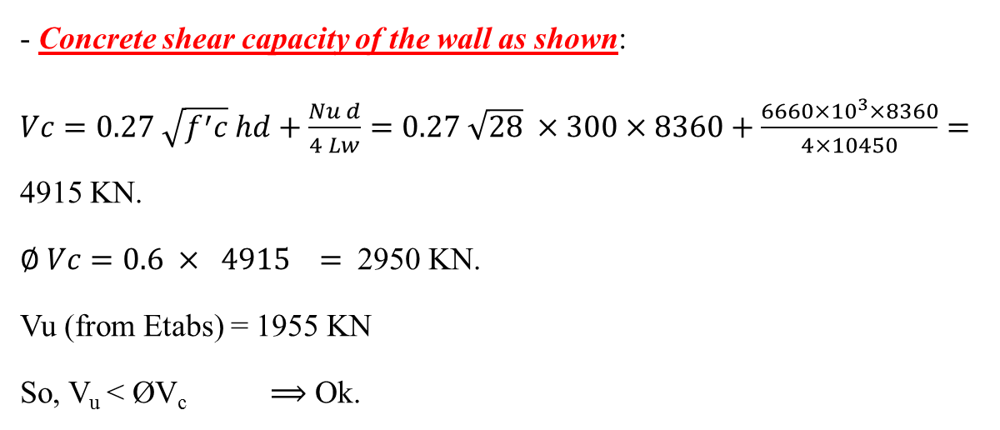 - Concrete shear capacity of the wall as shown:
Vc = 0.27 √f'c hd + Nu d / 4 Lw = 0.27 √28 × 300 × 8360 + 6660×10³×8360 / 4×10450 =
4915 KN.
∅ Vc = 0.6 × 4915 = 2950 KN.
Vu (from Etabs) = 1955 KN
So, Vᵤ < ØV꜀ ⟹ Ok.